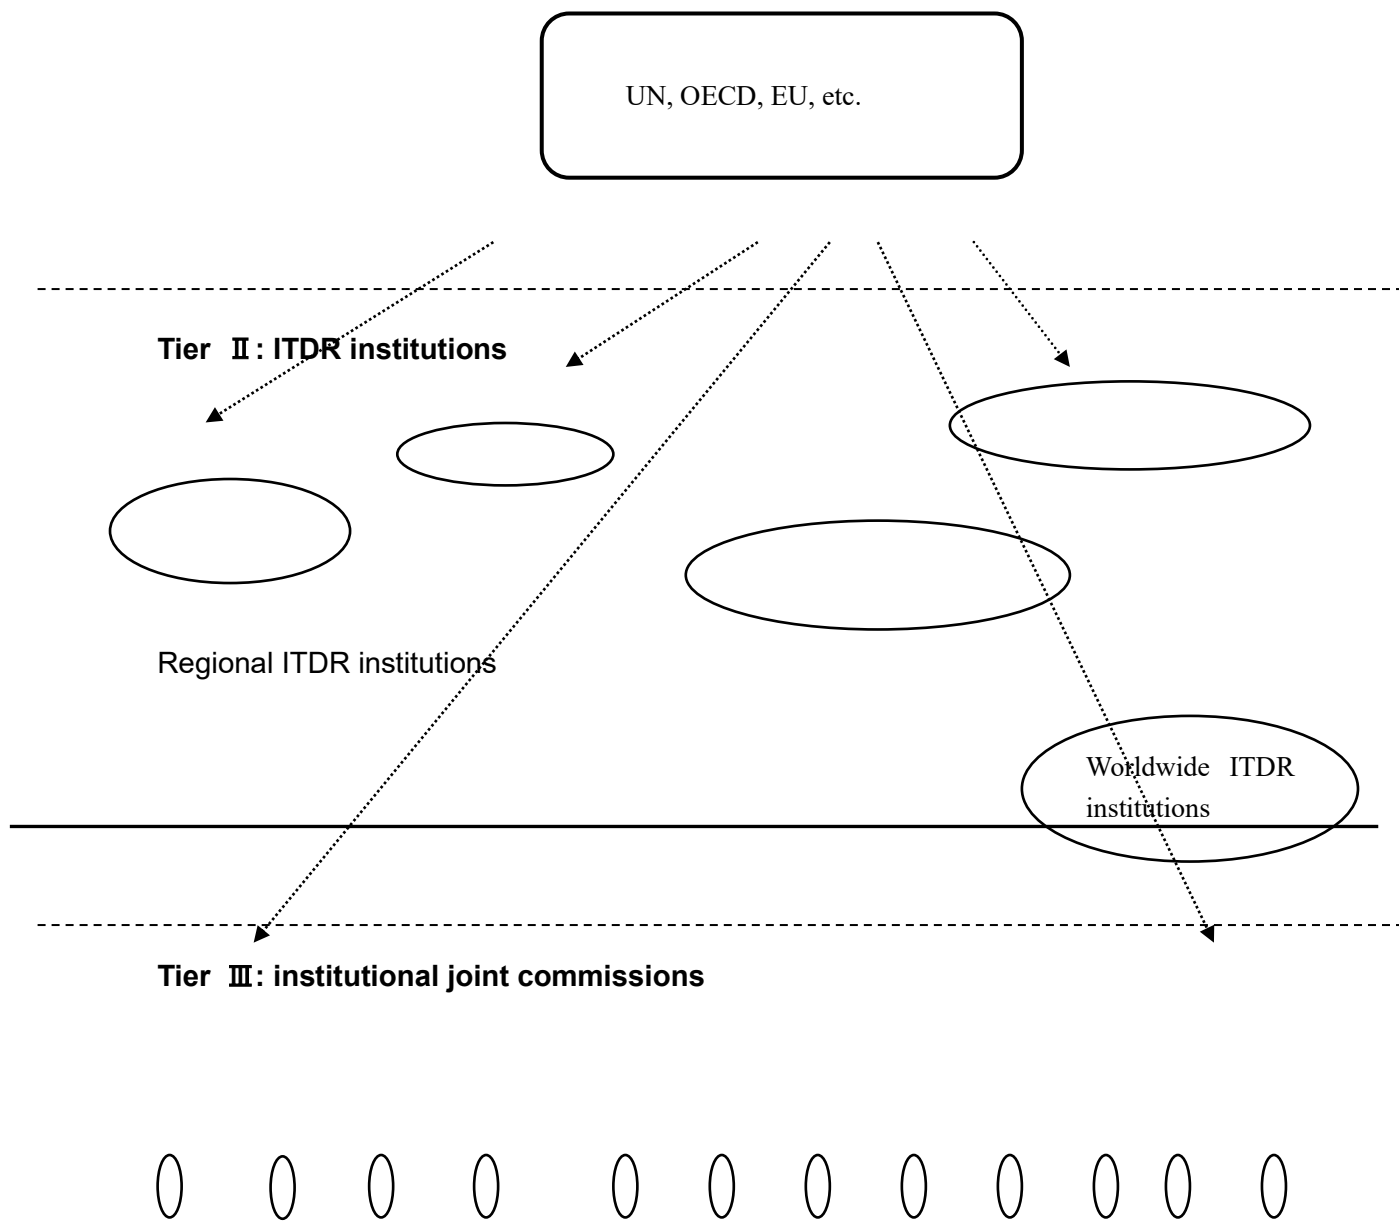 UN, OECD, EU, etc.
Tier Ⅱ: ITDR institutions
Regional ITDR institutions
Worldwide ITDR
institutions
Tier Ⅲ: institutional joint commissions